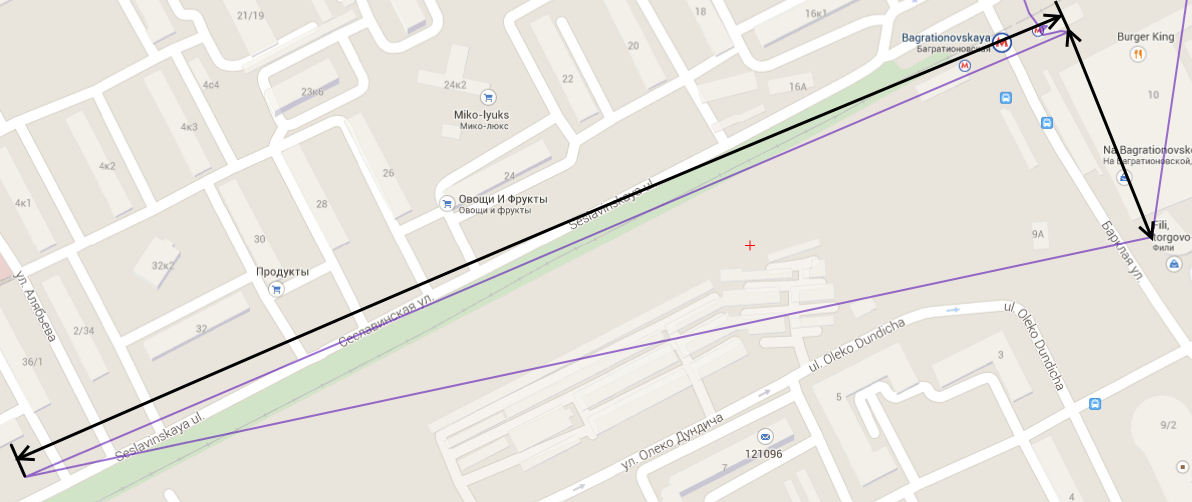 21/19
18
16к1
Bagrationovskaya
Багратионовская
Burger King
20
4с4
23к6
24к2
22
16А
10
Miko-lyuks
Мико-люкс
4к3
4к2
26
24
Na Bagrationovsko
На Багратионовской,
Овощи И Фрукты
Овощи и фрукты
Seslavinskaya ul.
4к1
28
30
9А
Fili,
torgovo-
Фили
Барклая ул.
32к2
Продукты
ул. Алябьева
Сеславинская ул.
2/34
32
36/1
ul. Oleko Dundicha
ul. Oleko Dundicha
3
5
Seslavinskaya ul.
ул. Олеко Дундича
121096
7
9/2
4